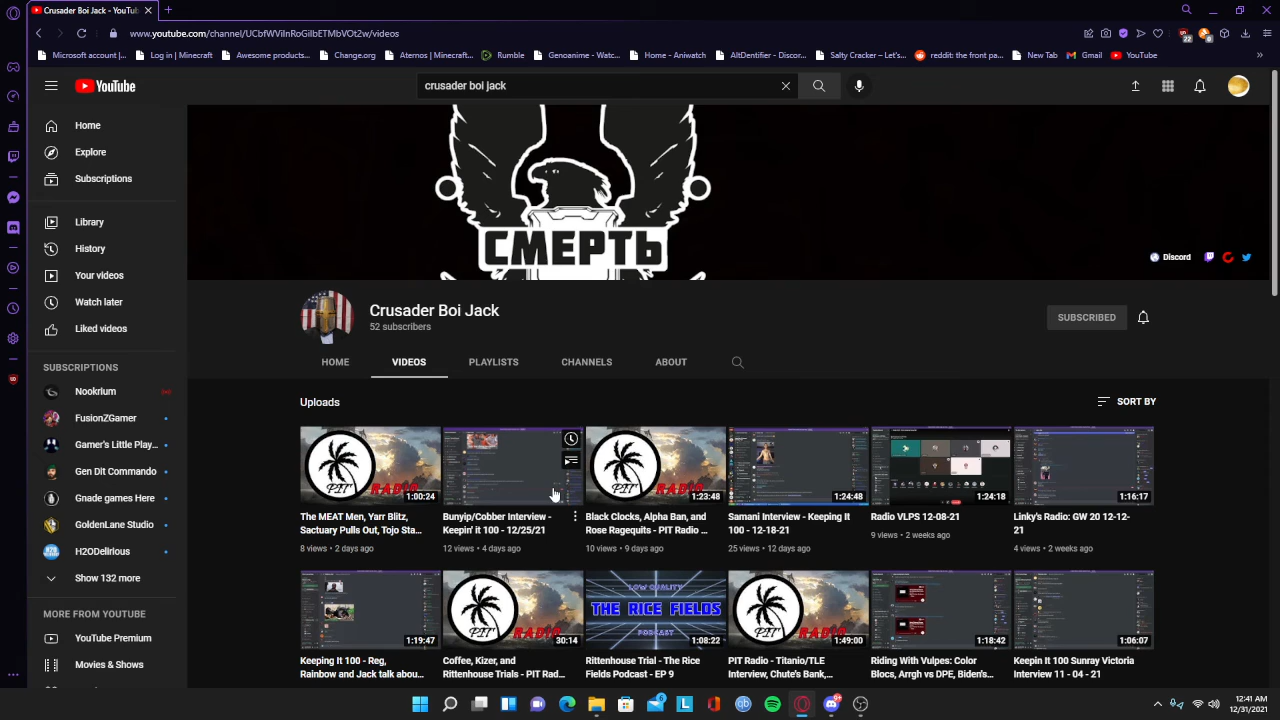 Crusader Boi Jack - YouTub
www.youtube.com/channel/UCbfWVilnRoGilbETMbVOt2w/videos
Microsoft account |... Log in | Minecraft Awesome produc... Change.org Aternos | Minecraft... Rumble Genoanime - Watc... Home - Aniwatch AltDentifier - Discor... Salty Cracker – Let's... reddit: the front pa... New Tab Gmail YouTube
YouTube
crusader boi jack
Home
Explore
Subscriptions
Library
History
Your videos
Watch later
Liked videos
SUBSCRIPTIONS
Nookrium
FusionZGamer
Gamer's Little Play...
Gen Dit Commando
Gnade games Here
GoldenLane Studio
H2ODelirious
Show 132 more
MORE FROM YOUTUBE
YouTube Premium
Movies & Shows
СМЕРТЬ
Discord
Crusader Boi Jack
52 subscribers
SUBSCRIBED
HOME VIDEOS PLAYLISTS CHANNELS ABOUT
Uploads
SORT BY
PIT RADIO 1:00:24
PIT RADIO 1:23:48
1:24:48
1:24:18
1:16:17
The MEAT Men, Yarr Blitz, Sactuary Pulls Out, Tojo Sta...
8 views • 2 days ago
Bunyip/Cobber Interview - Keepin' It 100 - 12/25/21
12 views • 4 days ago
Black Clocks, Alpha Ban, and Rose Ragequits - PIT Radio ...
10 views • 9 days ago
Samani Interview - Keeping It 100 - 12-18-21
25 views • 12 days ago
Radio VLPS 12-08-21
9 views • 2 weeks ago
Linky's Radio: GW 20 12-12-21
4 views • 2 weeks ago
1:19:47
PIT RADIO 30:14
LOW QUALITY
THE RICE FIELDS
PODCAST
1:08:22
PIT RADIO 1:49:00
1:18:42
1:06:07
Keeping It 100 - Reg, Rainbow and Jack talk abou...
Coffee, Kizer, and Rittenhouse Trials - PIT Rad...
Rittenhouse Trial - The Rice Fields Podcast - EP 9
PIT Radio - Titanio/TLE Interview, Chute's Bank,...
Riding With Vulpes: Color Blocs, Arrgh vs DPE, Biden's...
Keepin It 100 Sunray Victoria Interview 11 - 04 - 21
12:41 AM
12/31/2021